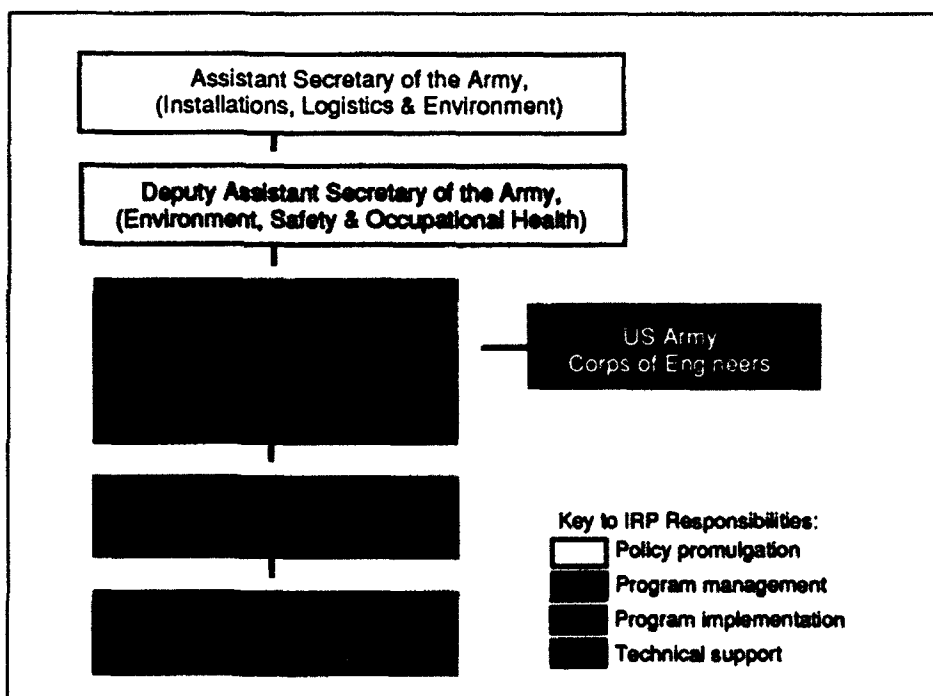 Assistant Secretary of the Army,
(Installations, Logistics & Environment)
Deputy Assistant Secretary of the Army,
(Environment, Safety & Occupational Health)
US Army
Corps of Engineers
Key to IRP Responsibilities:
Policy promulgation
Program management
Program implementation
Technical support